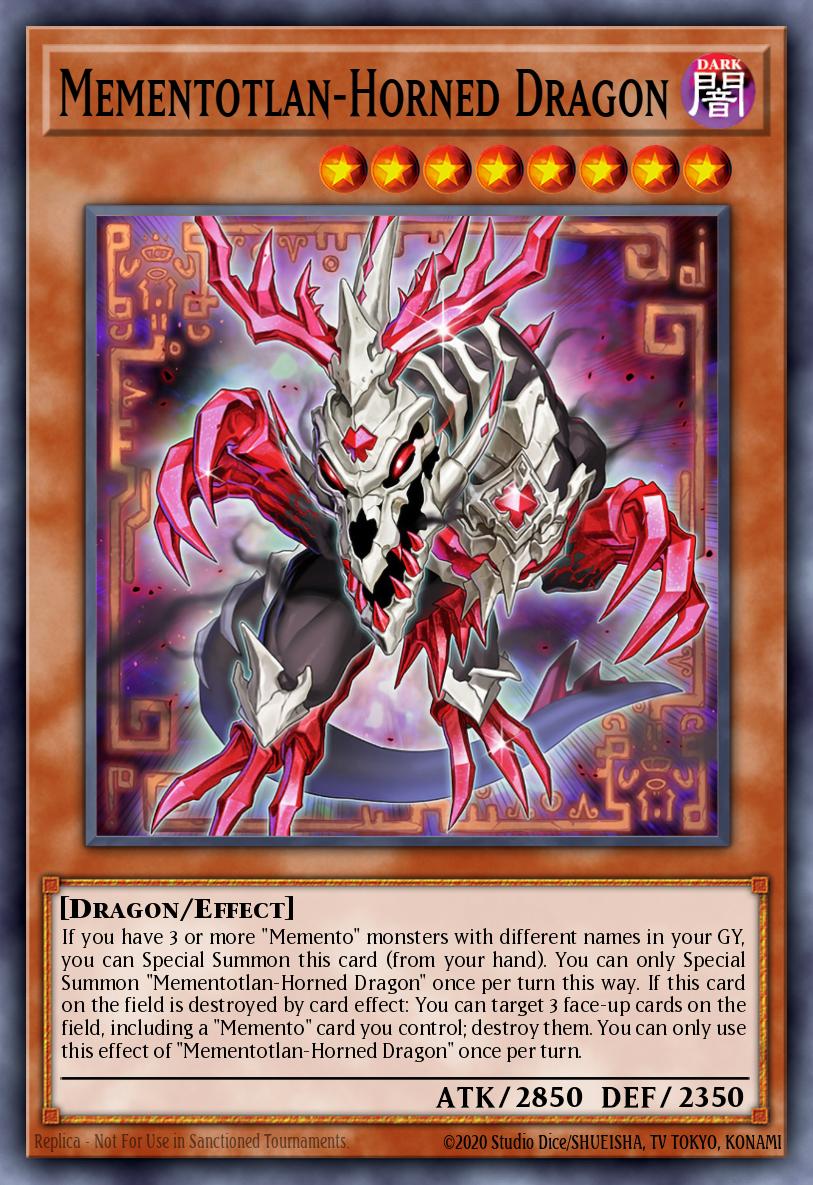 Mementotlan-Horned Dragon
DARK
闇
[Dragon/Effect]
If you have 3 or more "Memento" monsters with different names in your GY,
you can Special Summon this card (from your hand). You can only Special
Summon "Mementotlan-Horned Dragon" once per turn this way. If this card
on the field is destroyed by card effect: You can target 3 face-up cards on the
field, including a "Memento" card you control; destroy them. You can only use
this effect of "Mementotlan-Horned Dragon" once per turn.
ATK/2850 DEF/2350
Replica - Not For Use in Sanctioned Tournaments.
©2020 Studio Dice/SHUEISHA, TV TOKYO, KONAMI